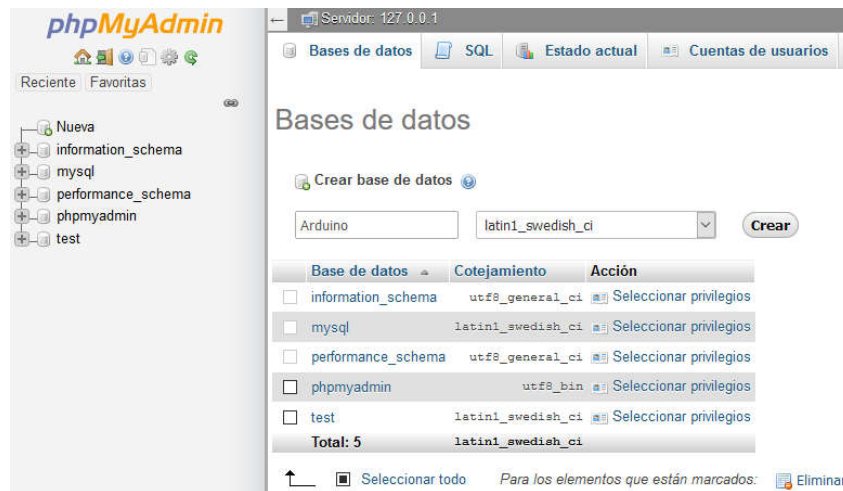 phpMyAdmin
Reciente Favoritas
Nueva
information_schema
mysql
performance_schema
phpmyadmin
test
Servidor: 127.0.0.1
Bases de datos SQL Estado actual Cuentas de usuarios
Bases de datos
Crear base de datos
Arduino latin1_swedish_ci Crear
Base de datos Cotejamiento Acción
information_schema utf8_general_ci Seleccionar privilegios
mysql latin1_swedish_ci Seleccionar privilegios
performance_schema utf8_general_ci Seleccionar privilegios
phpmyadmin utf8_bin Seleccionar privilegios
test latin1_swedish_ci Seleccionar privilegios
Total: 5 latin1_swedish_ci
Seleccionar todo Para los elementos que están marcados: Eliminar